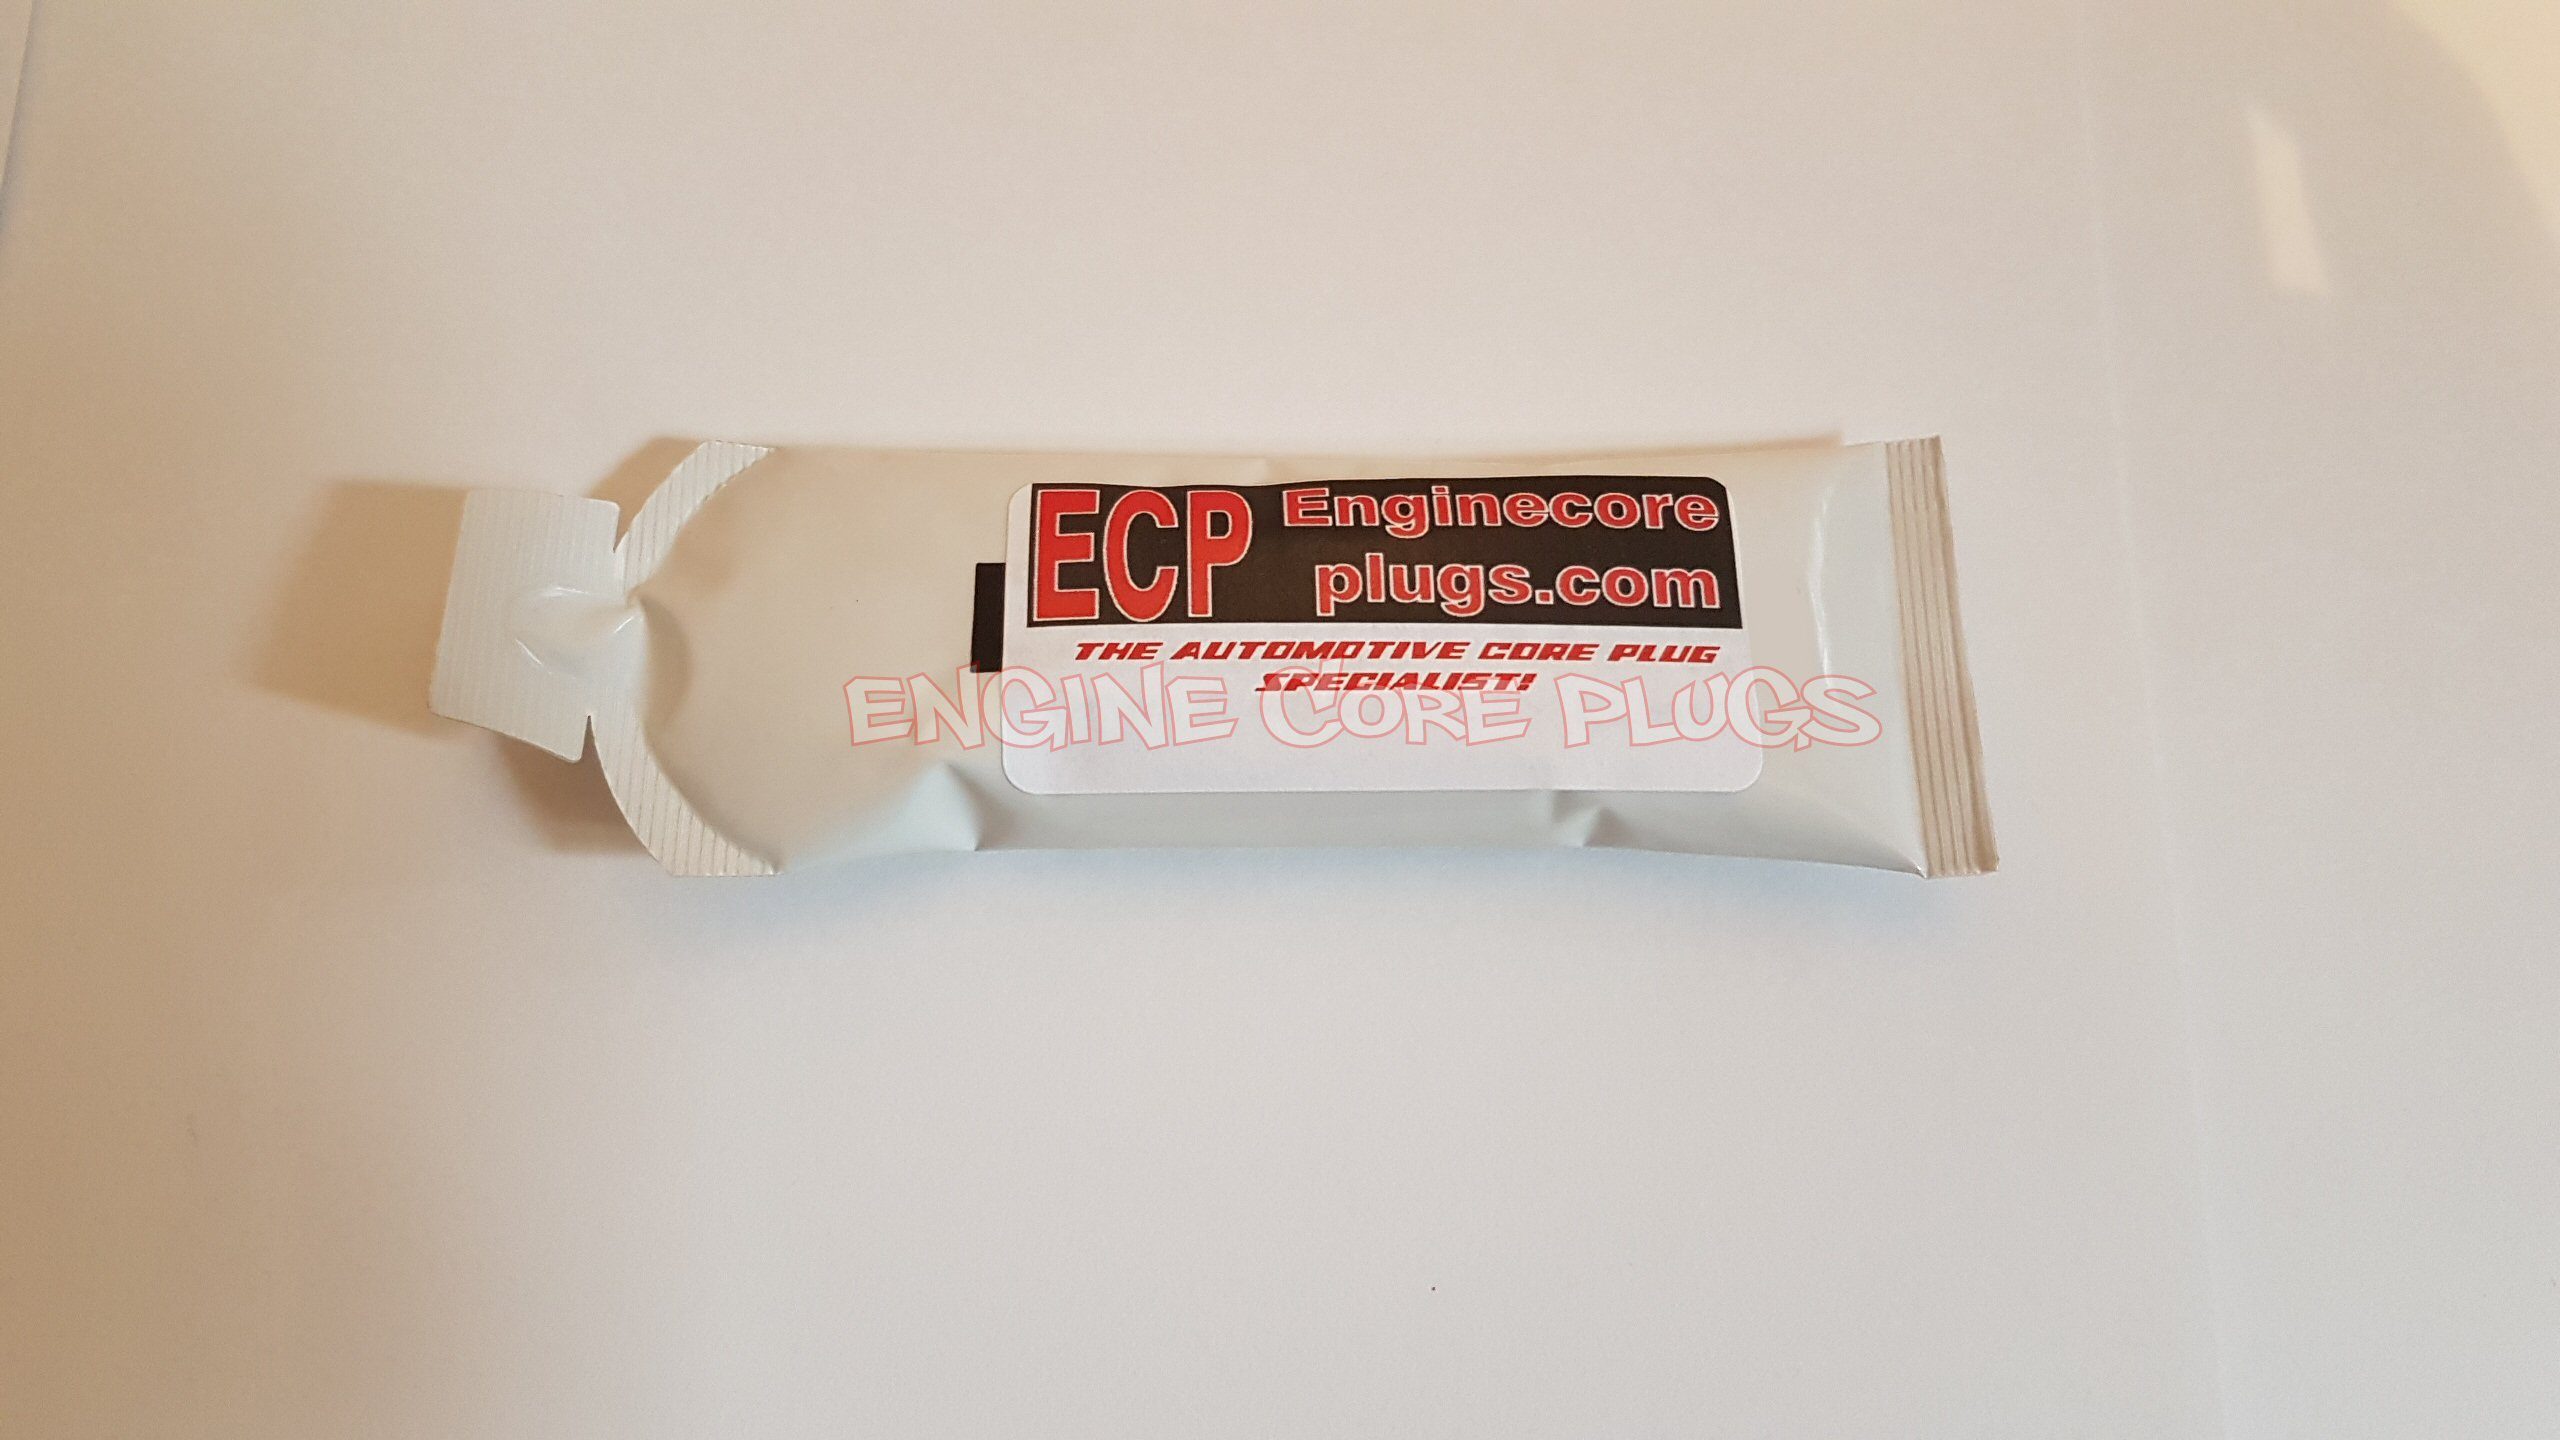 ECP
Enginecore
plugs.com
THE AUTOMOTIVE CORE PLUG
SPECIALIST!
ENGINE CORE PLUGS